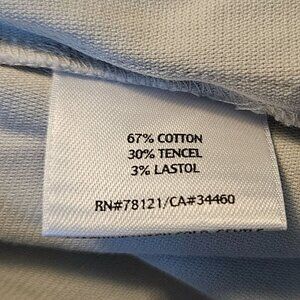 67% COTTON
30% TENCEL
3% LASTOL
RN#78121/CA#34460